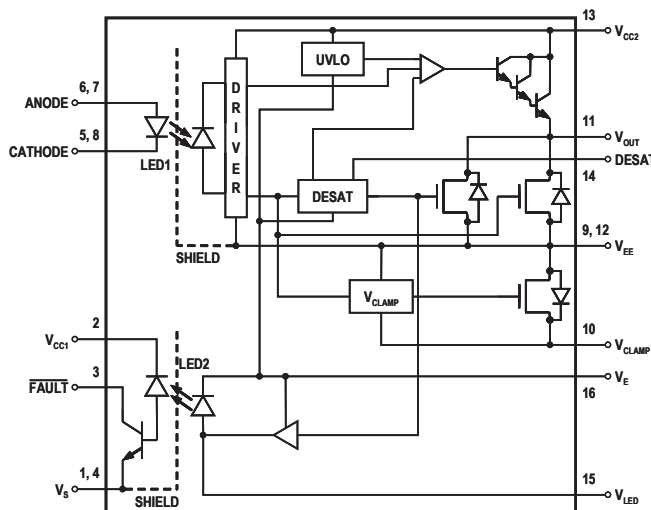 13
VCC2
UVLO
6, 7
ANODE
DRIVER
5, 8
CATHODE
LED1
11
VOUT
DESAT
14
DESAT
9, 12
VEE
SHIELD
VCLAMP
2
VCC1
10
VCLAMP
LED2
3
FAULT
VE
16
1, 4
VS
SHIELD
15
VLED